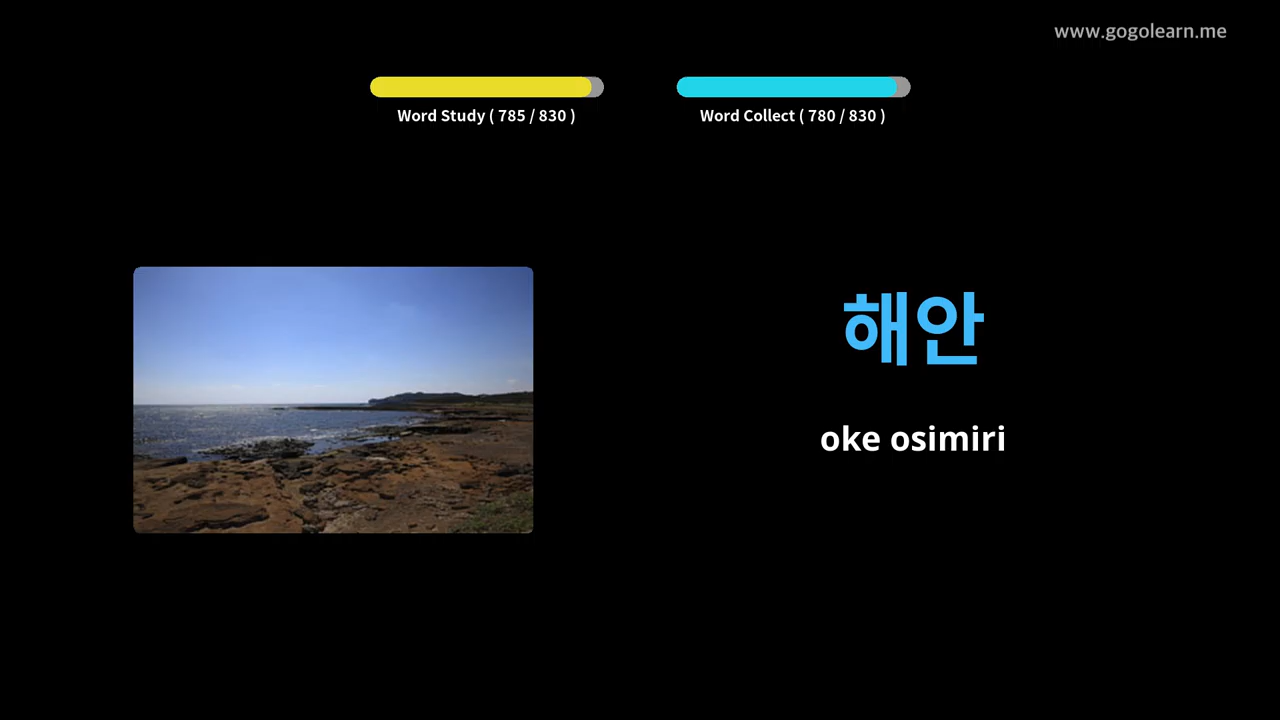 www.gogolearn.me
Word Study ( 785 / 830 )
Word Collect ( 780 / 830 )
해안
oke osimiri